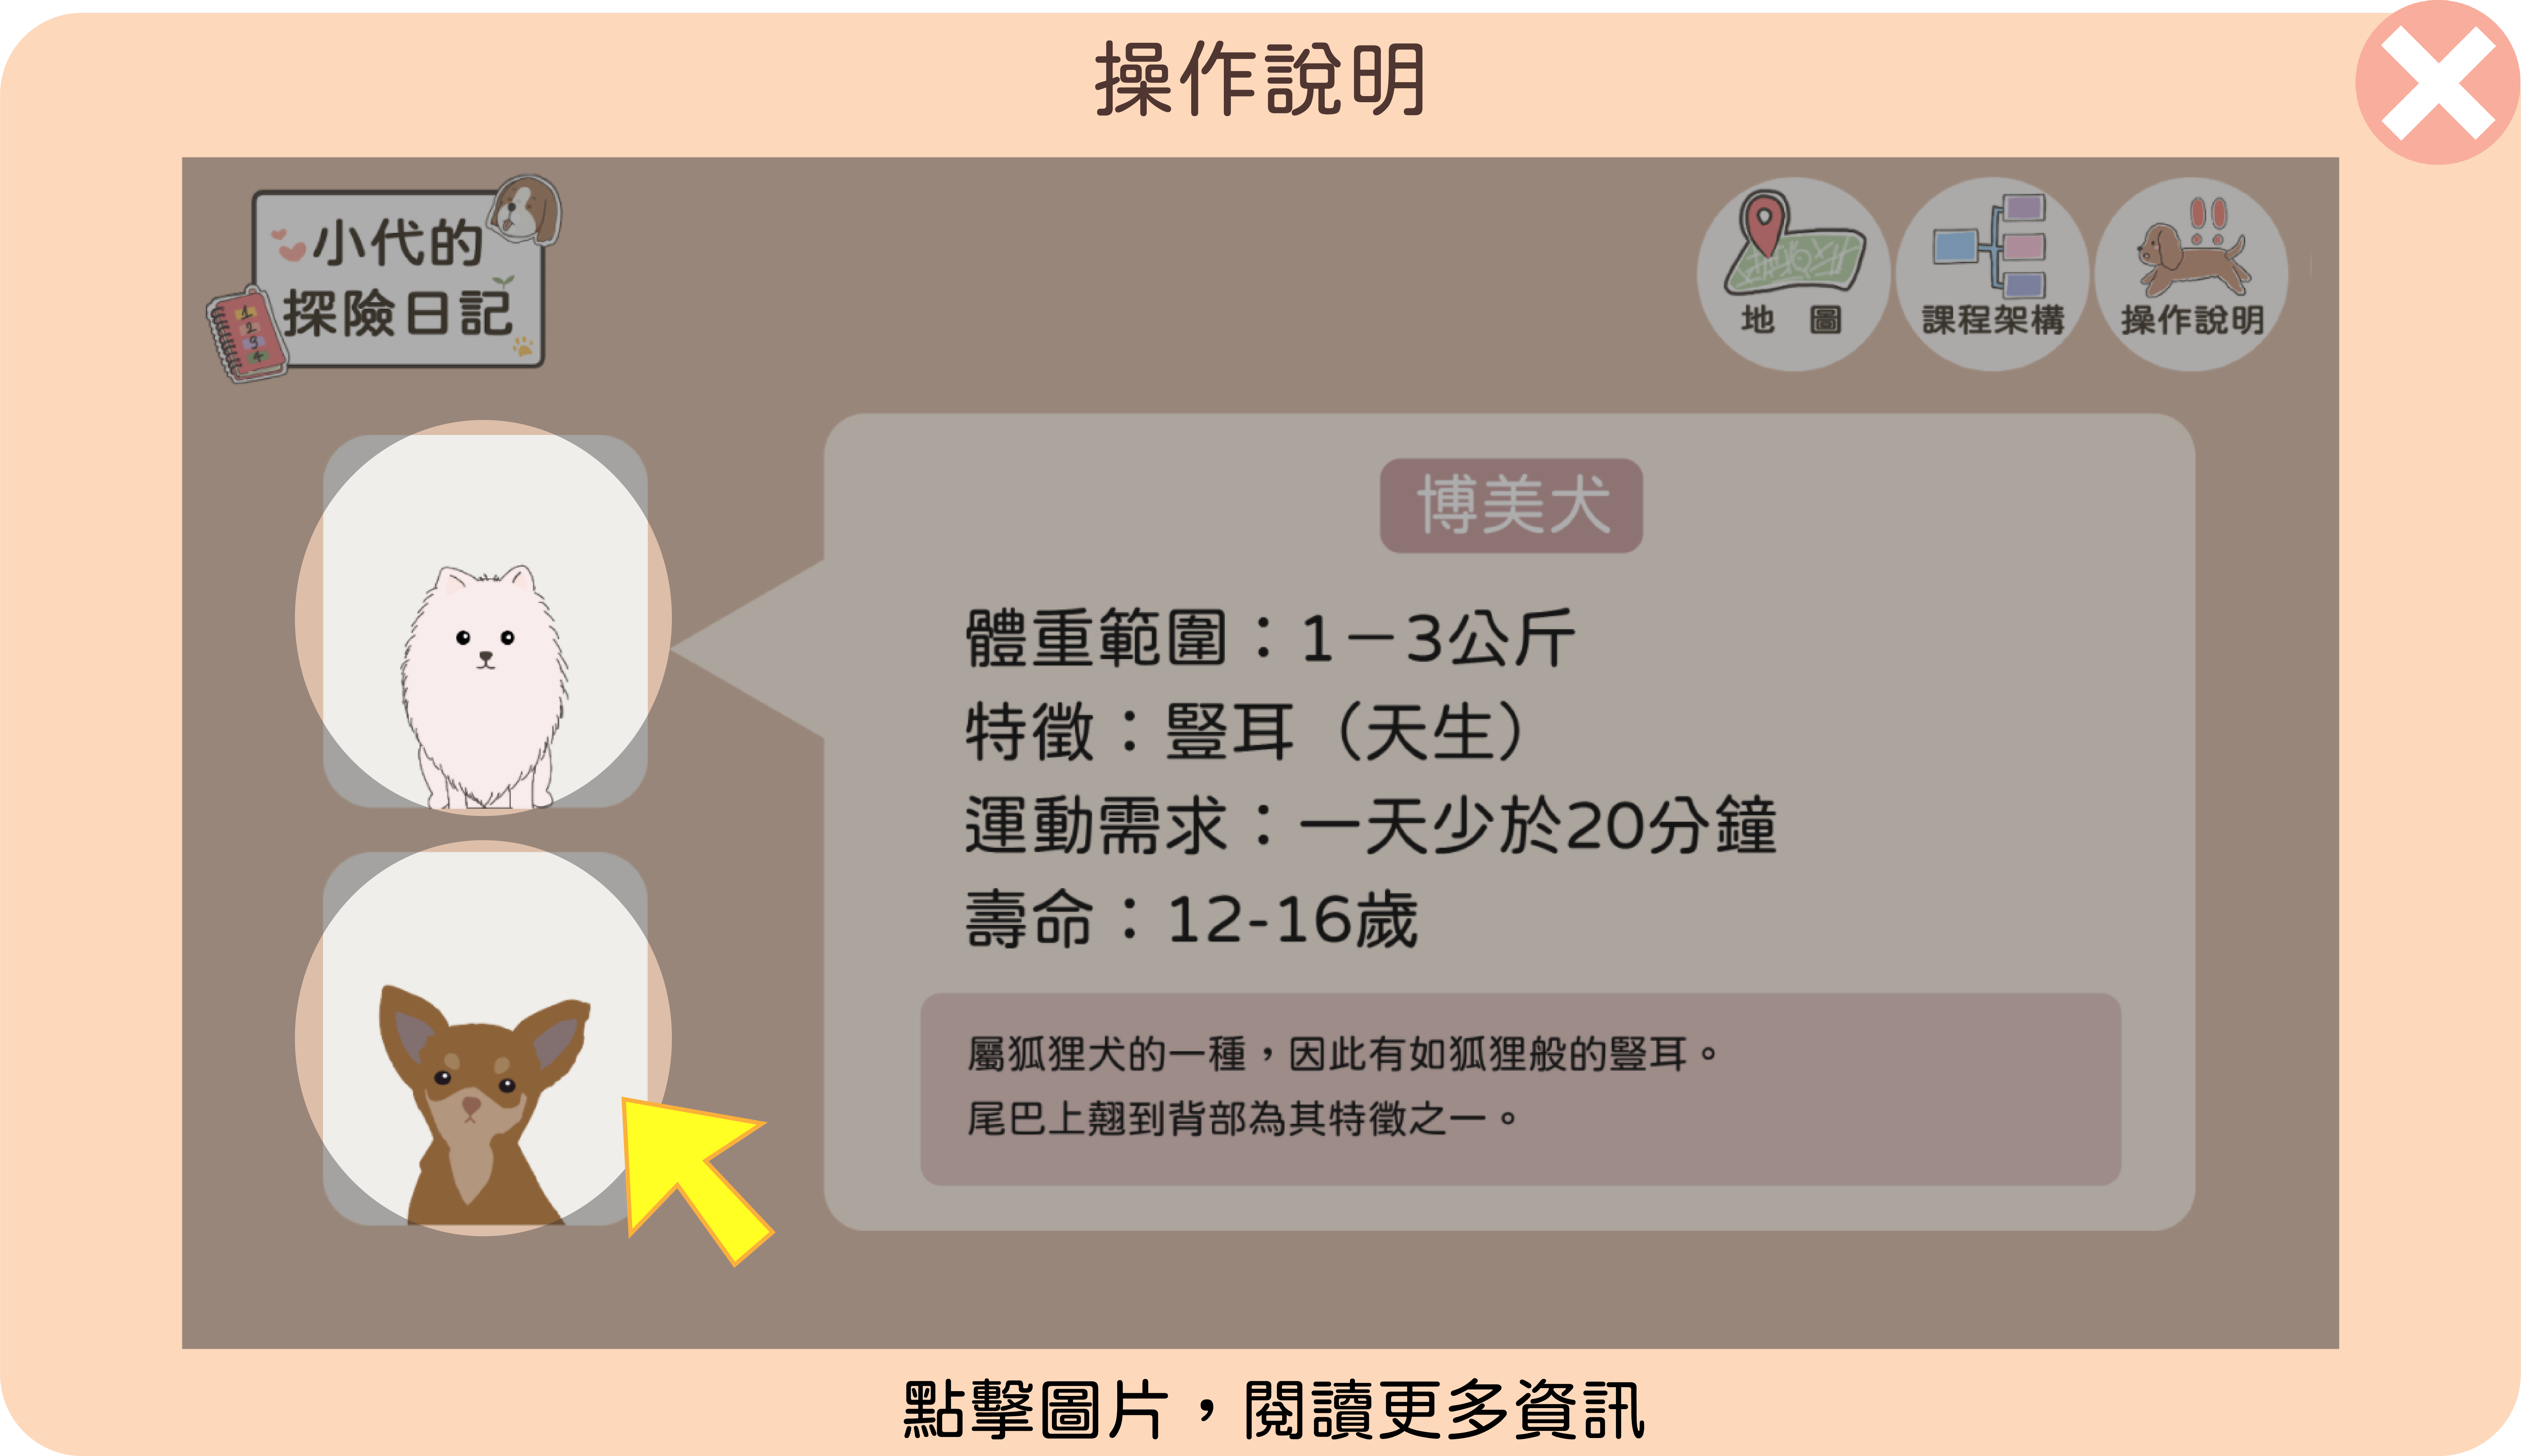 操作說明
小代的
探險日記
1
2
3
4
地 圖
課程架構
操作說明
博美犬
體重範圍：1－3公斤
特徵：豎耳（天生）
運動需求：一天少於20分鐘
壽命：12-16歲
屬狐狸犬的一種，因此有如狐狸般的豎耳。
尾巴上翹到背部為其特徵之一。
點擊圖片，閱讀更多資訊